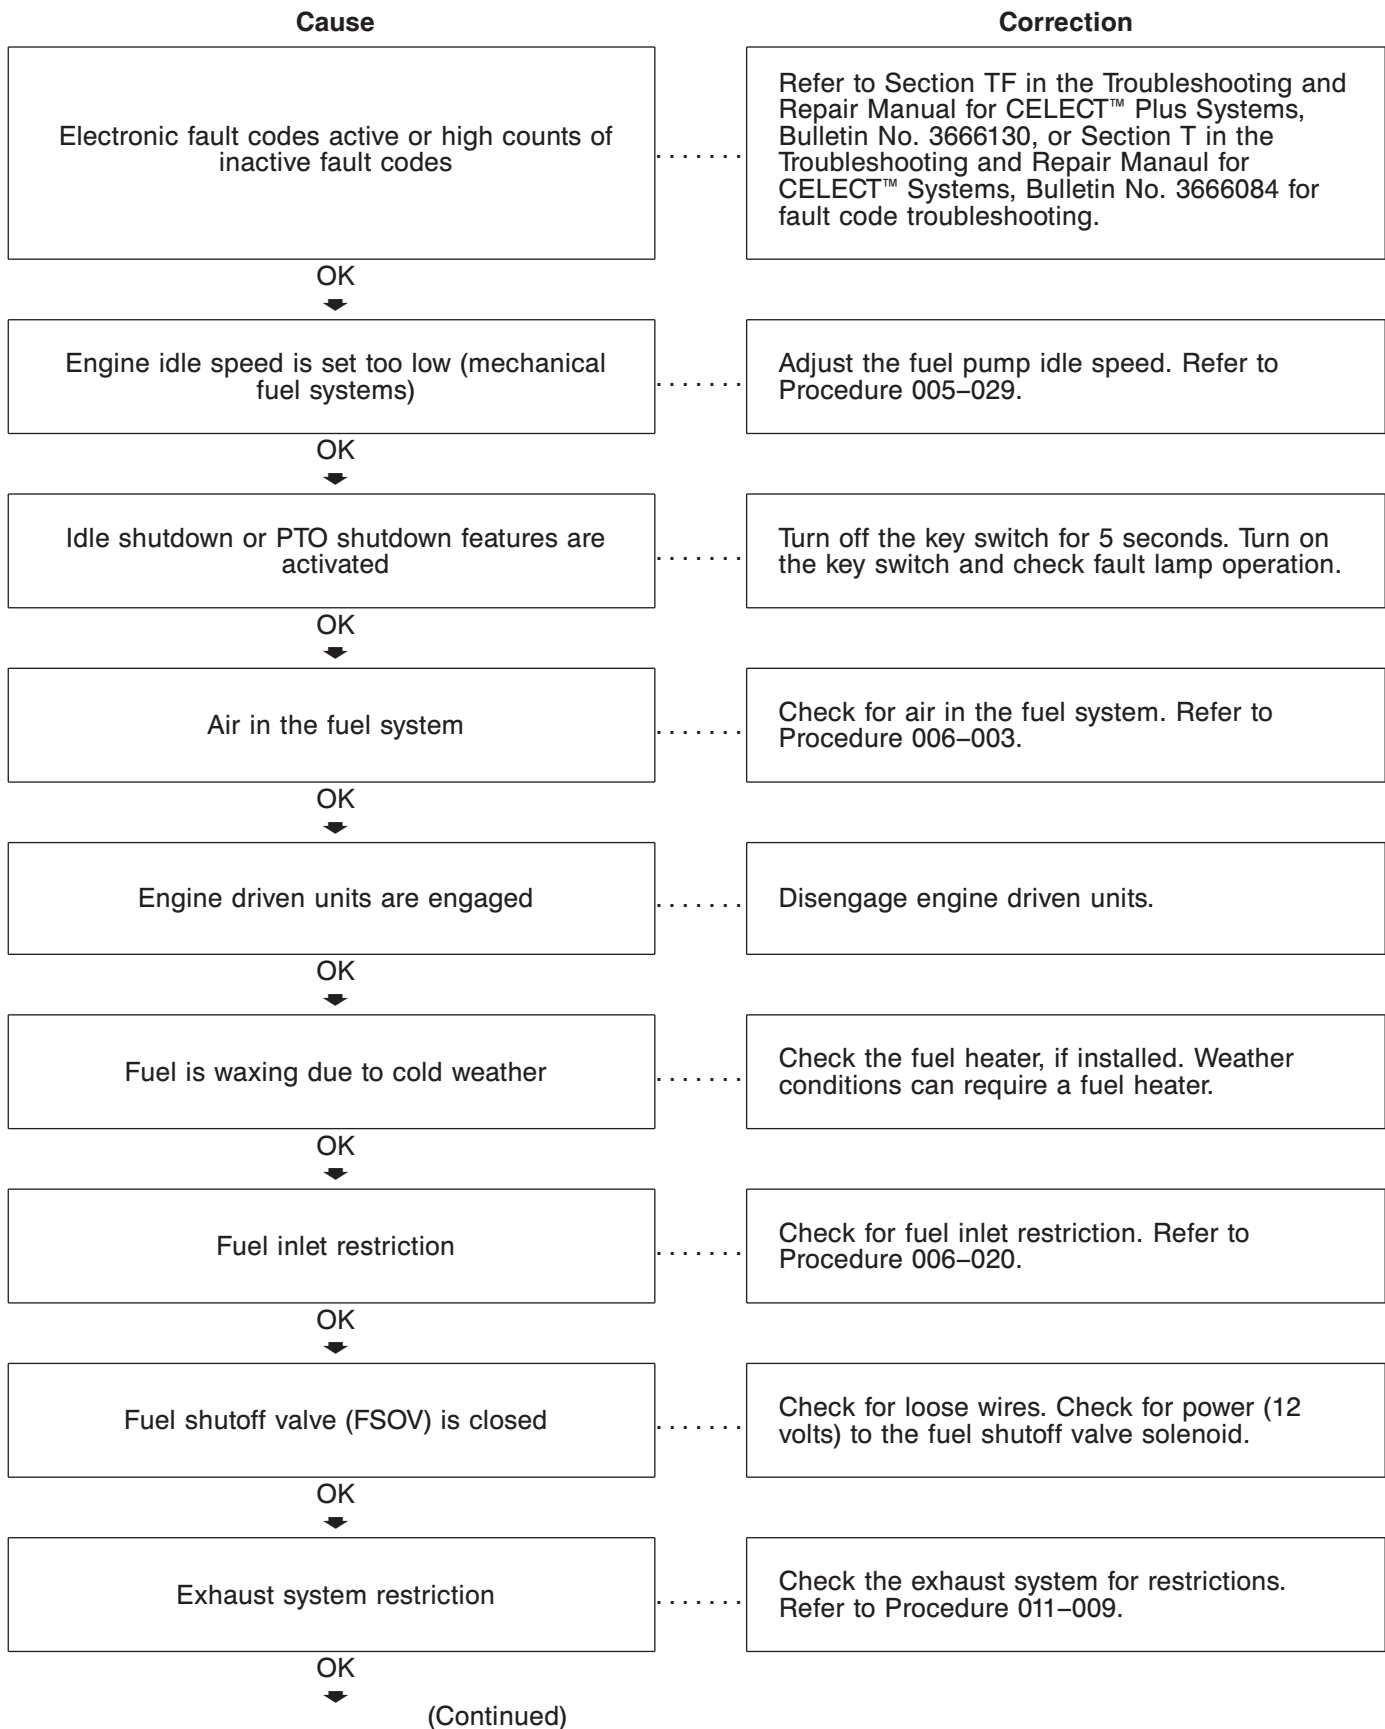 Cause
Correction
Electronic fault codes active or high counts of
inactive fault codes
.......
Refer to Section TF in the Troubleshooting and
Repair Manual for CELECT™ Plus Systems,
Bulletin No. 3666130, or Section T in the
Troubleshooting and Repair Manaul for
CELECT™ Systems, Bulletin No. 3666084 for
fault code troubleshooting.
OK
Engine idle speed is set too low (mechanical
fuel systems)
.......
Adjust the fuel pump idle speed. Refer to
Procedure 005–029.
OK
Idle shutdown or PTO shutdown features are
activated
.......
Turn off the key switch for 5 seconds. Turn on
the key switch and check fault lamp operation.
OK
Air in the fuel system
.......
Check for air in the fuel system. Refer to
Procedure 006–003.
OK
Engine driven units are engaged
.......
Disengage engine driven units.
OK
Fuel is waxing due to cold weather
.......
Check the fuel heater, if installed. Weather
conditions can require a fuel heater.
OK
Fuel inlet restriction
.......
Check for fuel inlet restriction. Refer to
Procedure 006–020.
OK
Fuel shutoff valve (FSOV) is closed
.......
Check for loose wires. Check for power (12
volts) to the fuel shutoff valve solenoid.
OK
Exhaust system restriction
.......
Check the exhaust system for restrictions.
Refer to Procedure 011–009.
OK
(Continued)